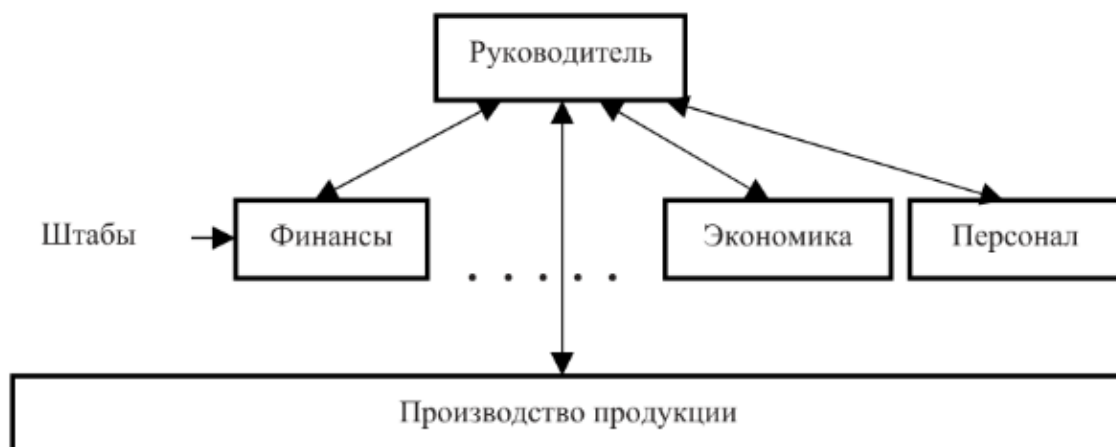 Руководитель
Штабы
Финансы
Экономика
Персонал
Производство продукции